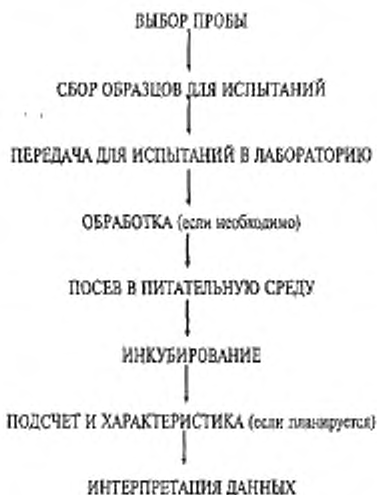 ВЫБОР ПРОБЫ
СБОР ОБРАЗЦОВ ДЛЯ ИСПЫТАНИЙ
ПЕРЕДАЧА ДЛЯ ИСПЫТАНИЙ В ЛАБОРАТОРИЮ
ОБРАБОТКА (если необходимо)
ПОСЕВ В ПИТАТЕЛЬНУЮ СРЕДУ
ИНКУБИРОВАНИЕ
ПОДСЧЕТ И ХАРАКТЕРИСТИКА (если планируется)
ИНТЕРПРЕТАЦИЯ ДАННЫХ